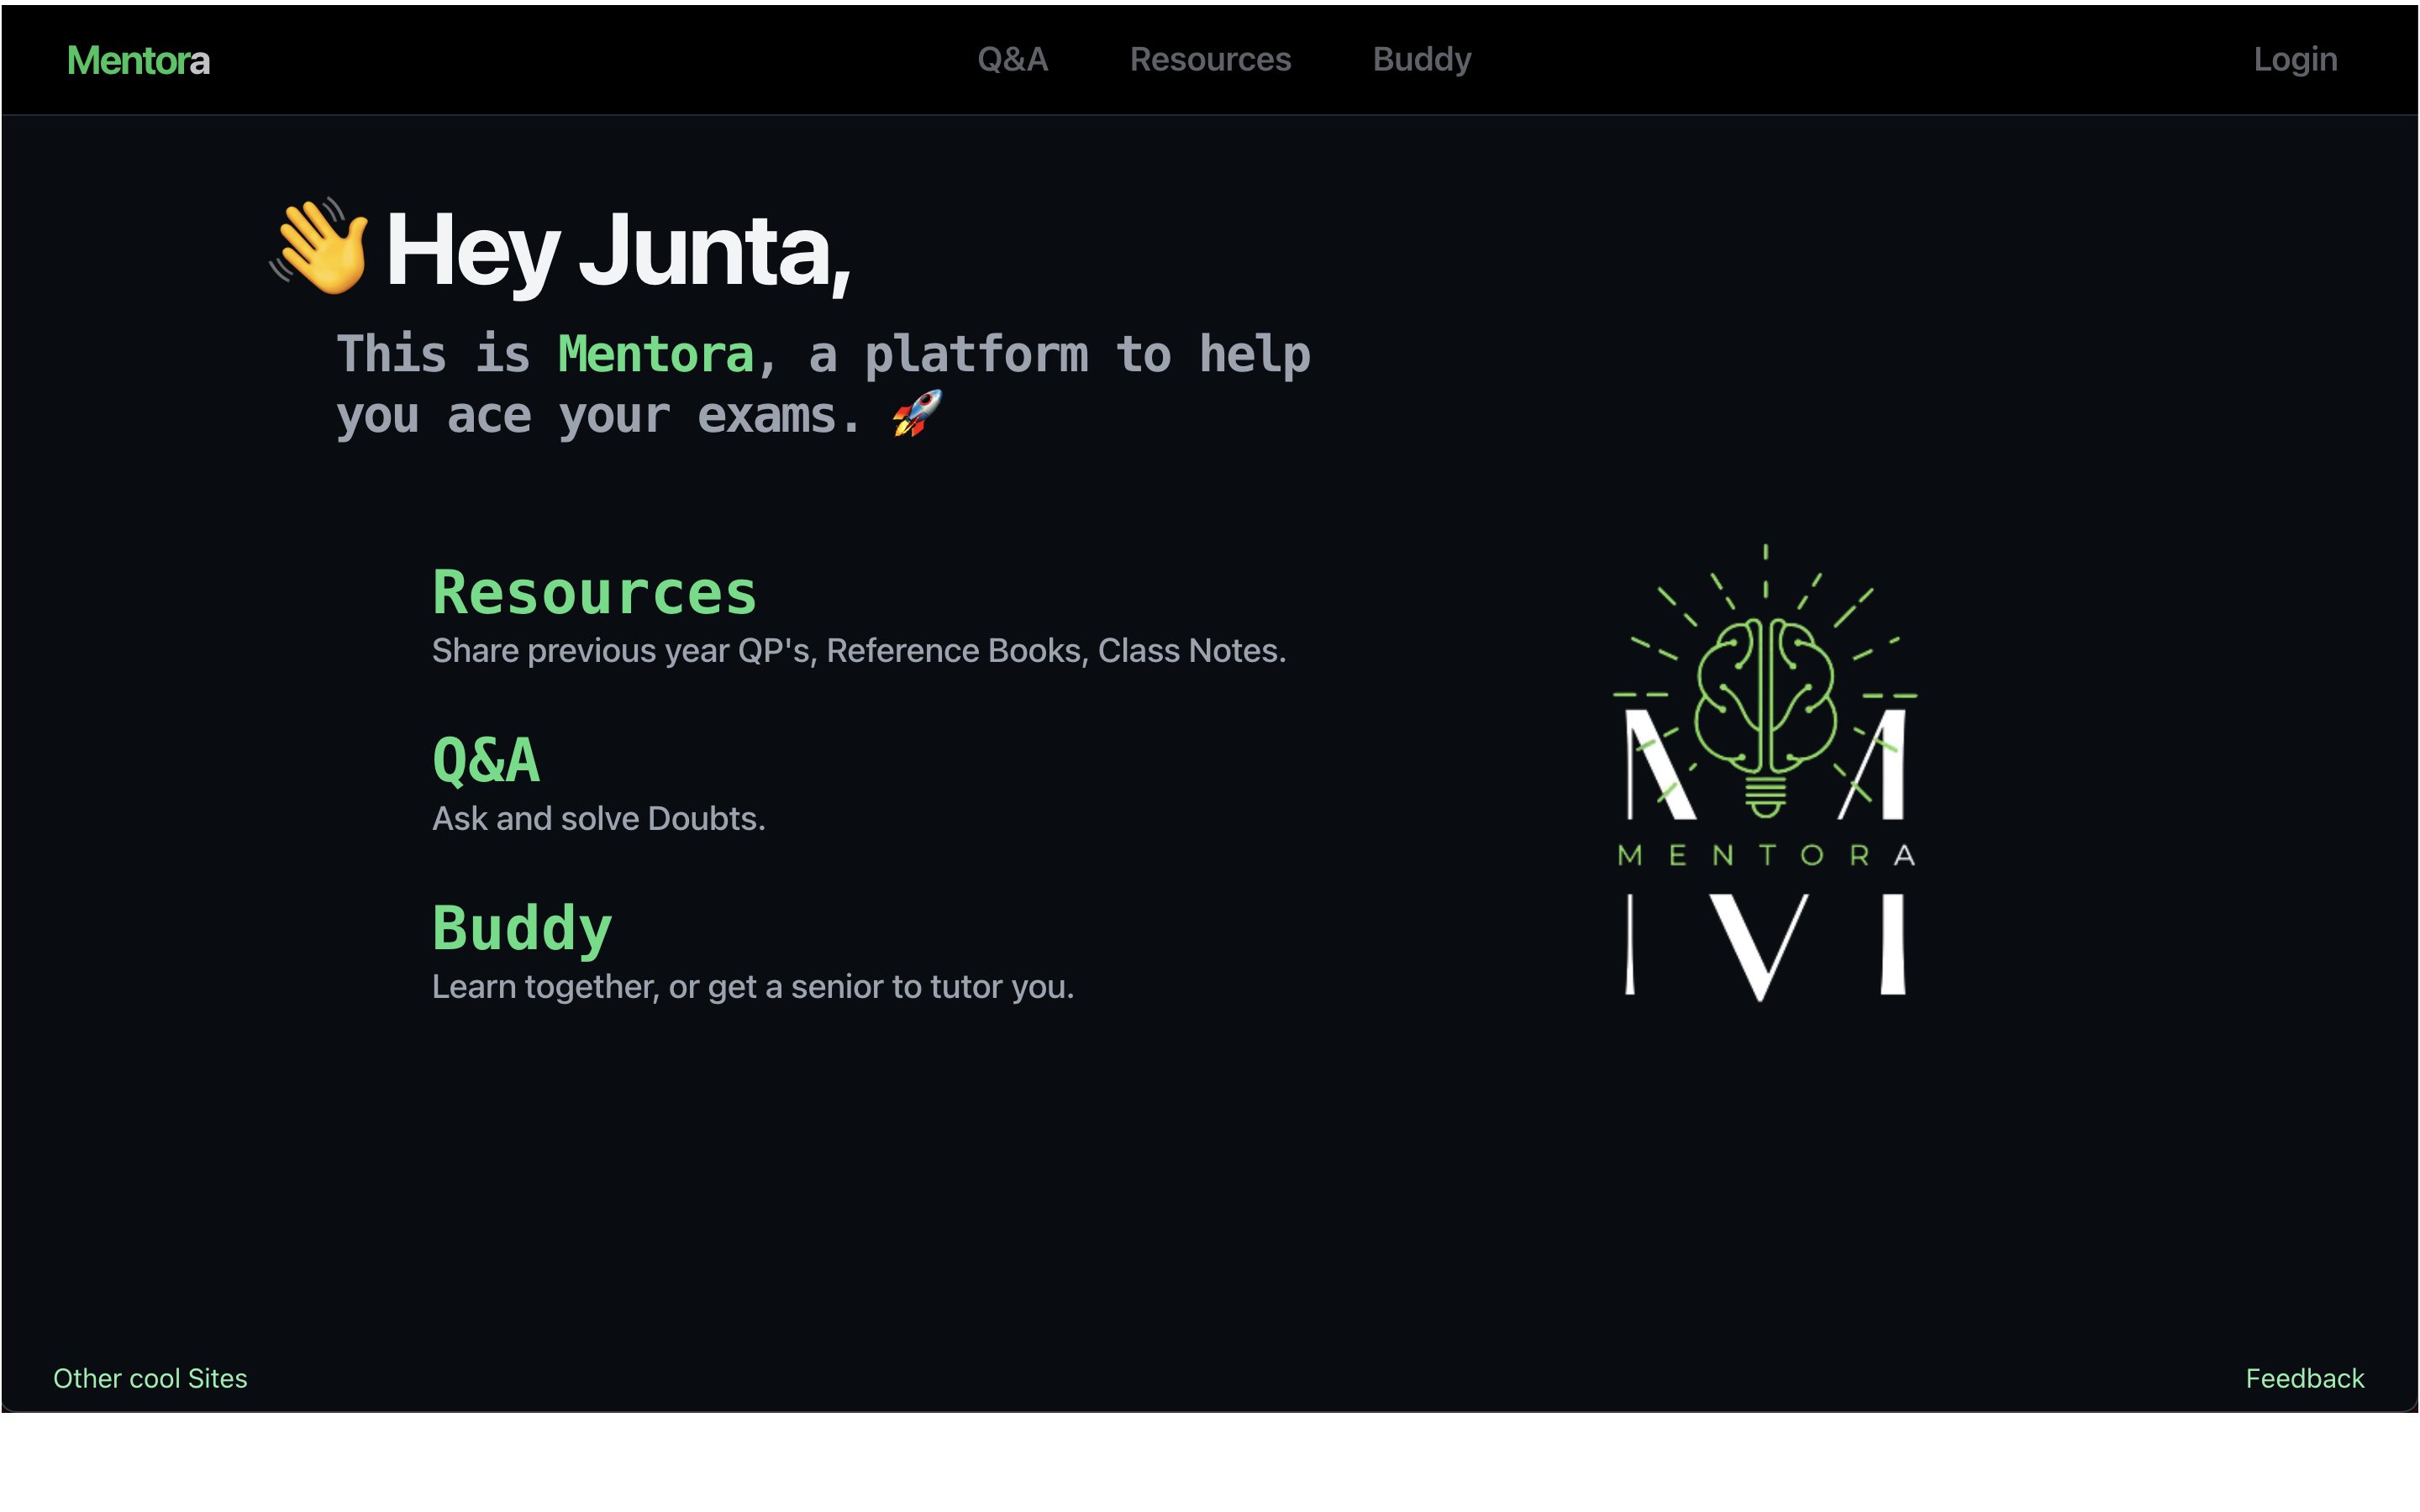 Mentora
Q&A
Resources
Buddy
Login
👋 Hey Junta,
This is Mentora, a platform to help
you ace your exams. 🚀
Resources
Share previous year QP's, Reference Books, Class Notes.
Q&A
Ask and solve Doubts.
Buddy
Learn together, or get a senior to tutor you.
M
MENTORA
Other cool Sites
Feedback